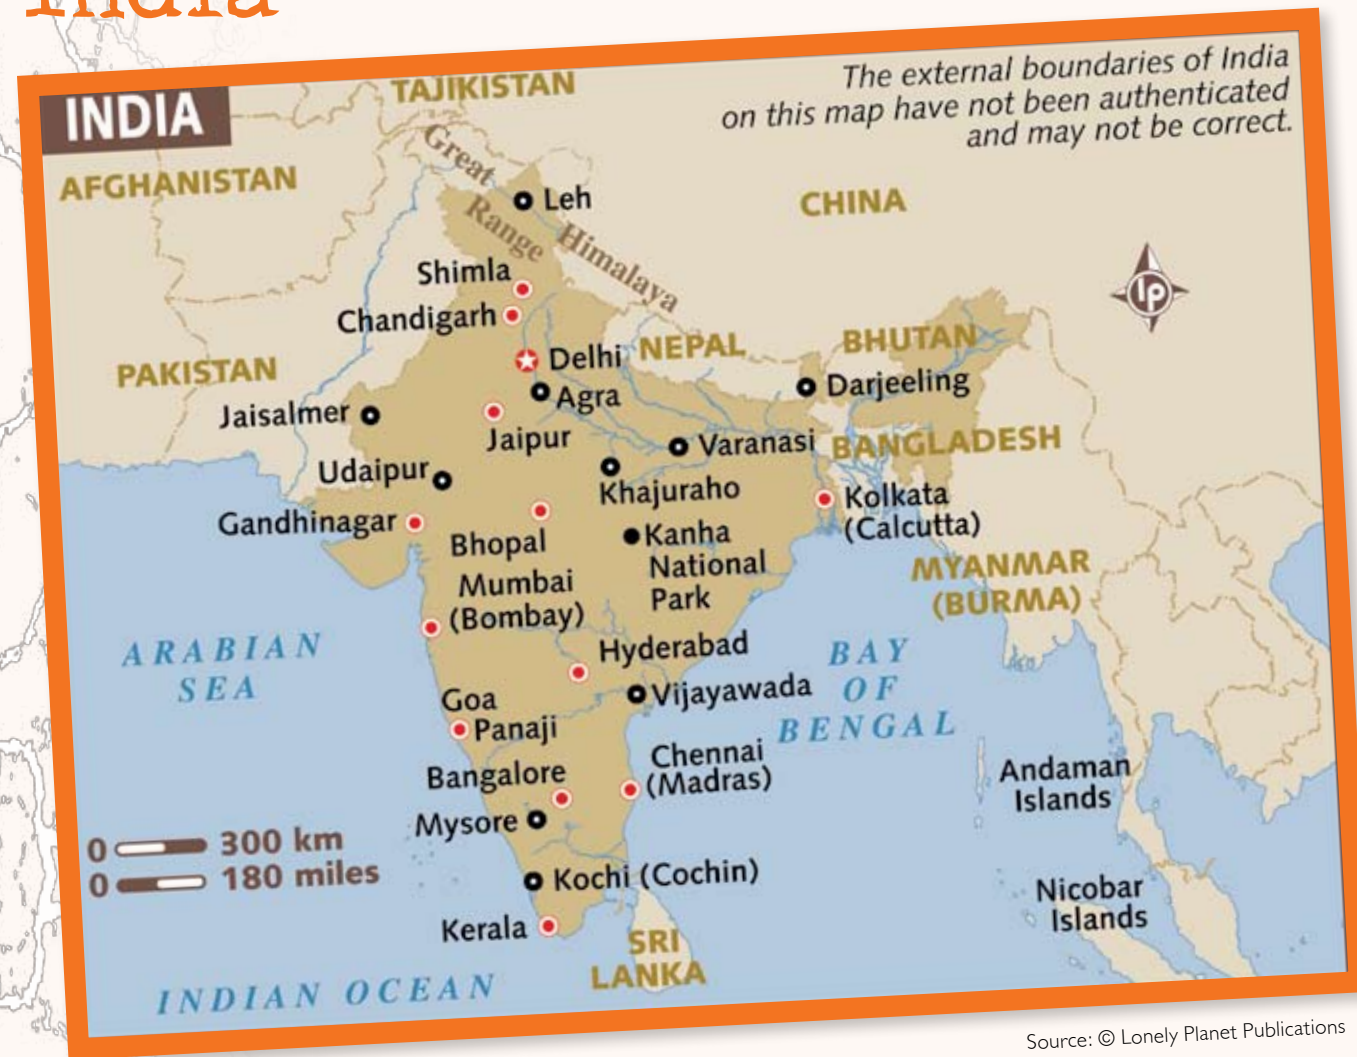 India
INDIA
The external boundaries of India
on this map have not been authenticated
and may not be correct.
TAJIKISTAN
AFGHANISTAN
Great
Range
Himalaya
Leh
CHINA
lp
Shimla
Chandigarh
Delhi
NEPAL
BHUTAN
PAKISTAN
Agra
Darjeeling
Jaisalmer
Jaipur
Varanasi
BANGLADESH
Udaipur
Khajuraho
Kolkata
(Calcutta)
Gandhinagar
Bhopal
Kanha
National
Park
MYANMAR
(BURMA)
Mumbai
(Bombay)
ARABIAN
SEA
Hyderabad
BAY
OF
BENGAL
Vijayawada
Goa
Panaji
Chennai
(Madras)
Bangalore
Andaman
Islands
Mysore
0 300 km
0 180 miles
Kochi (Cochin)
Nicobar
Islands
Kerala
SRI
LANKA
INDIAN OCEAN
Source: © Lonely Planet Publications